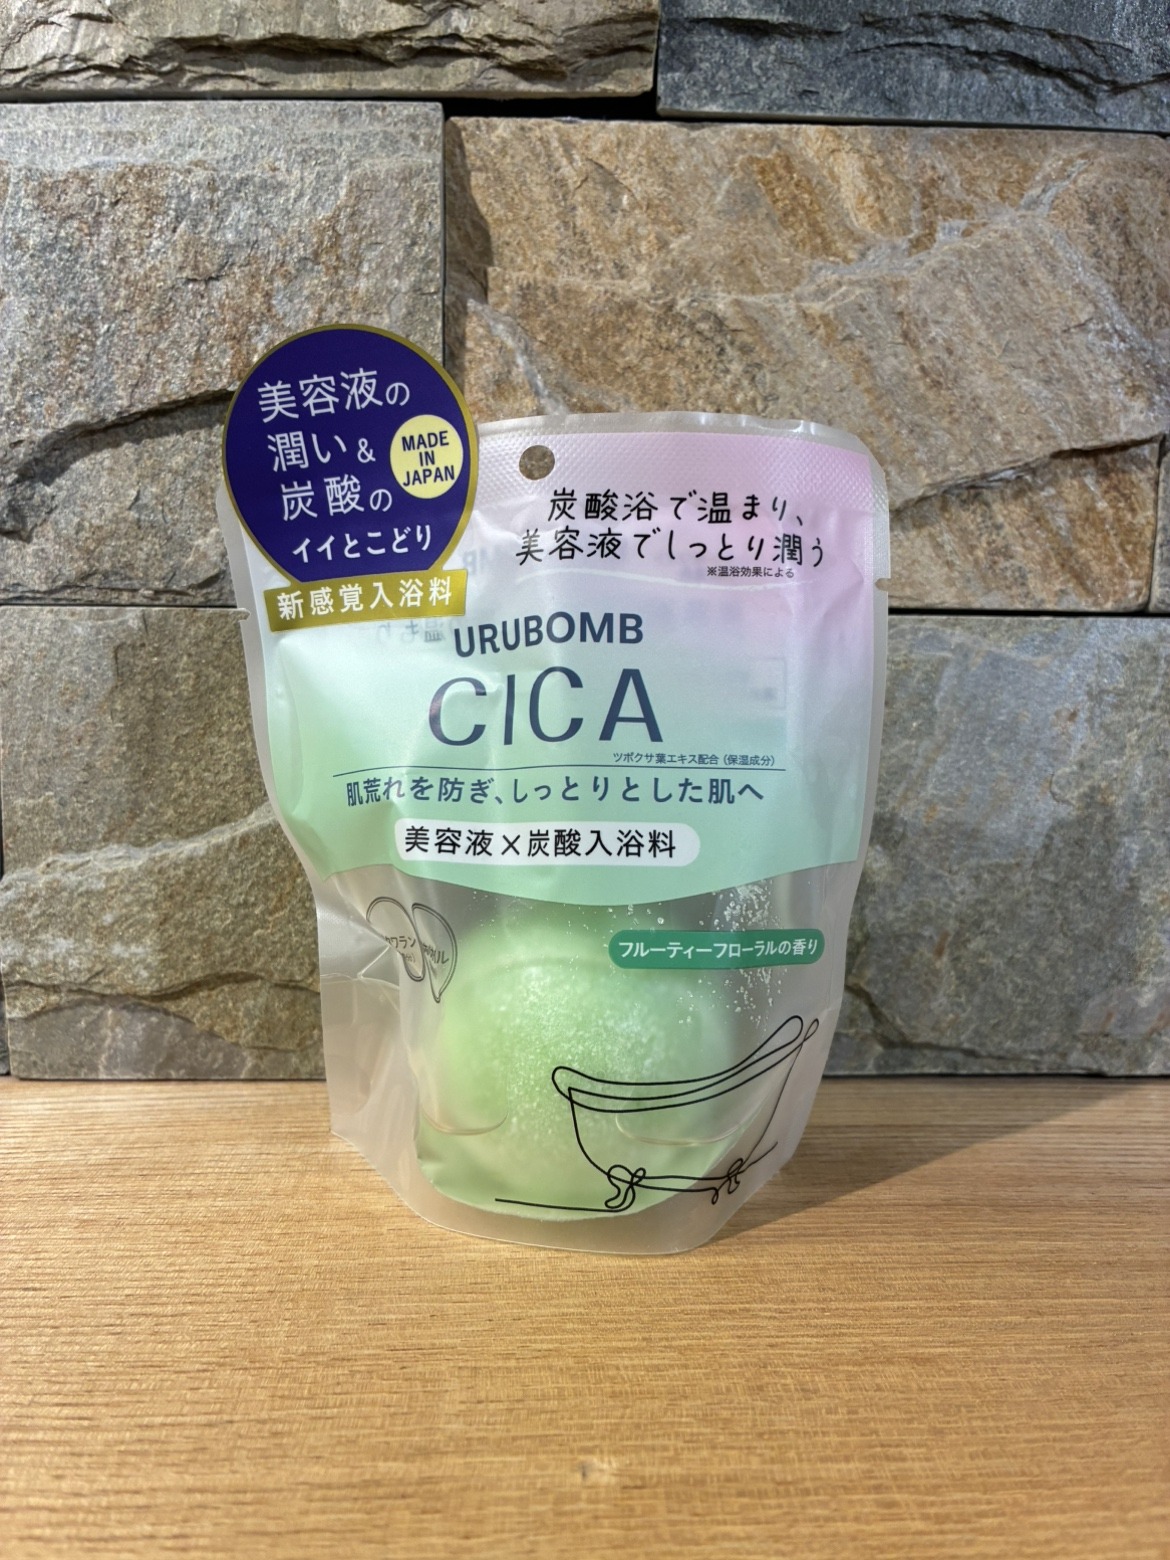 美容液の
潤い&
炭酸の
イイとこどり
MADE
IN
JAPAN
新感覚入浴料
炭酸浴で温まり、
美容液でしっとり潤う
※温浴効果による
URUBOMB
CICA
ツボクサ葉エキス配合(保湿成分)
肌荒れを防ぎ、しっとりとした肌へ
美容液×炭酸入浴料
フルーティーフローラルの香り